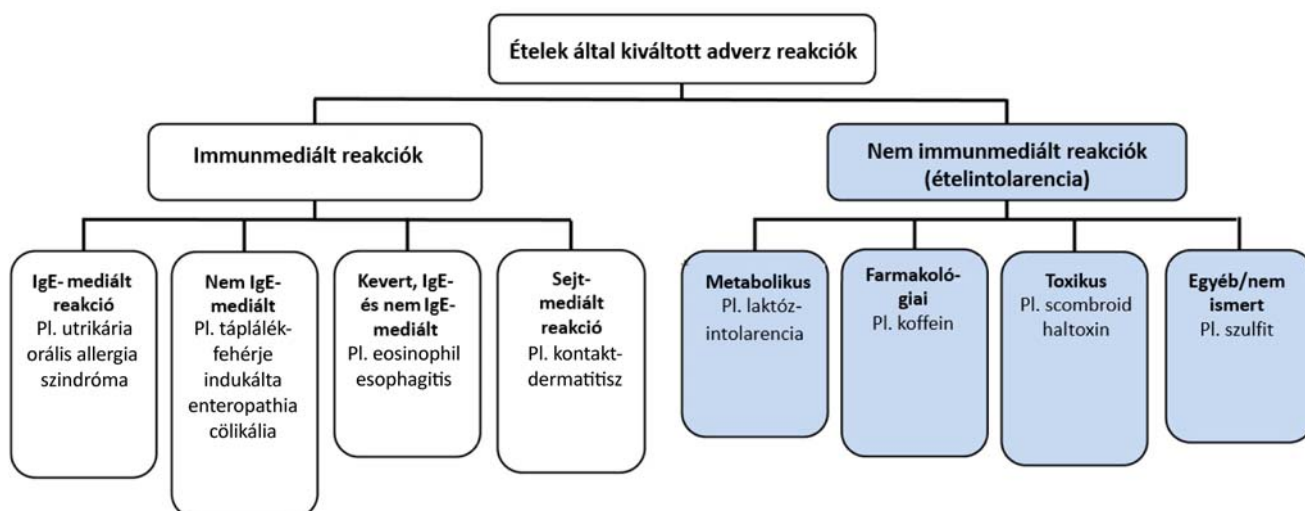 Ételek által kiváltott adverz reakciók
Immunmediált reakciók
Nem immunmediált reakciók
(ételintolarencia)
IgE- mediált
reakció
Pl. utrikária
orális allergia
szindróma
Nem IgE-
mediált
Pl. táplálék-
fehérje
indukálta
enteropathia
cölikália
Kevert, IgE-
és nem IgE-
mediált
Pl. eosinophil
esophagitis
Sejt-
mediált
reakció
Pl. kontakt-
dermatitisz
Metabolikus
Pl. laktóz-
intolarencia
Farmakoló-
giai
Pl. koffein
Toxikus
Pl. scombroid
haltoxin
Egyéb/nem
ismert
Pl. szulfit